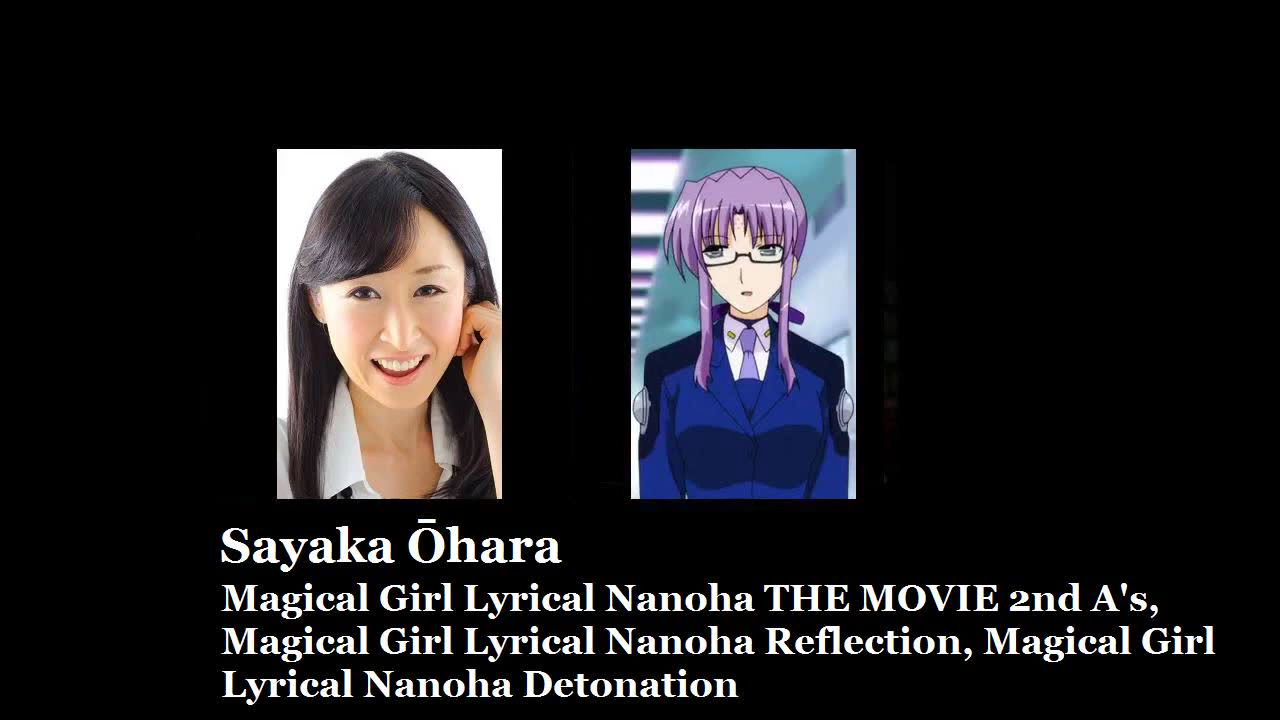 Sayaka Ōhara
Magical Girl Lyrical Nanoha THE MOVIE 2nd A's,
Magical Girl Lyrical Nanoha Reflection, Magical Girl
Lyrical Nanoha Detonation